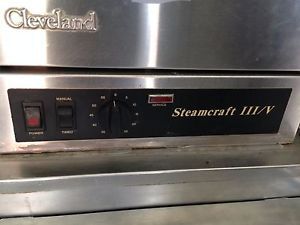 Cleveland
MANUAL
TIMED
POWER
SERVICE
Steamcraft III/V